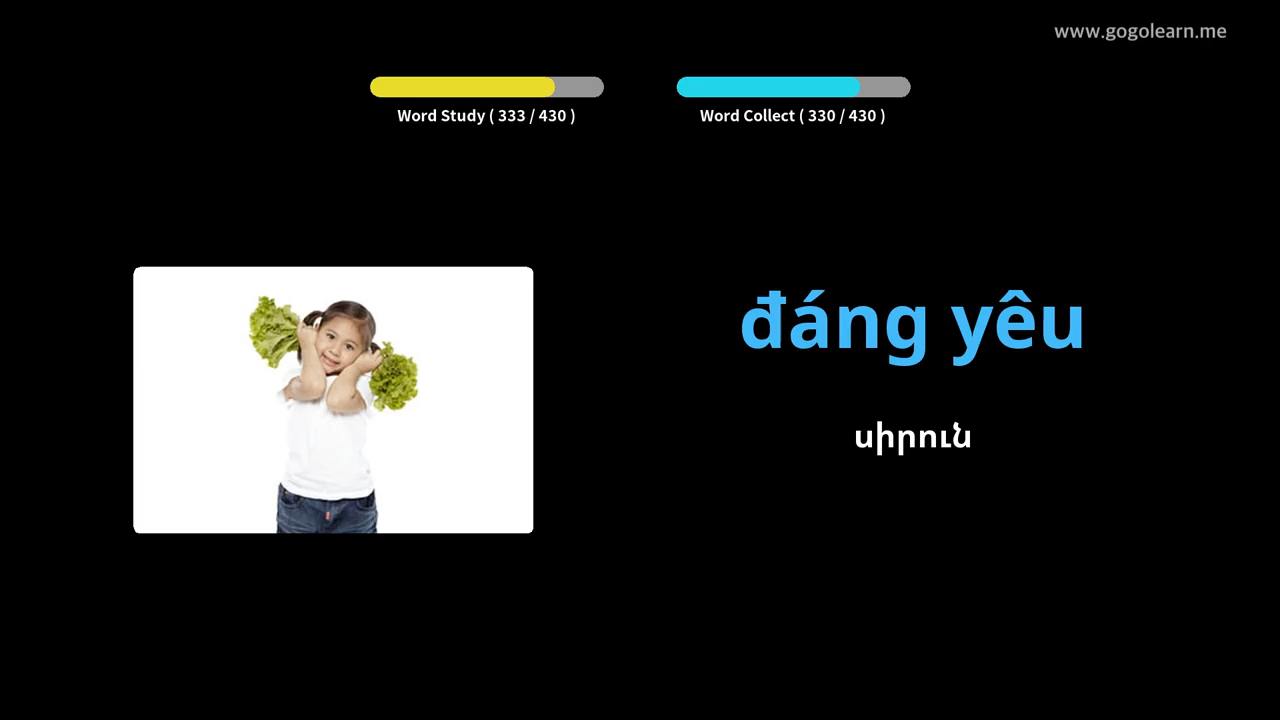 www.gogolearn.me
Word Study ( 333 / 430 )
Word Collect ( 330 / 430 )
đáng yêu
սիրուն